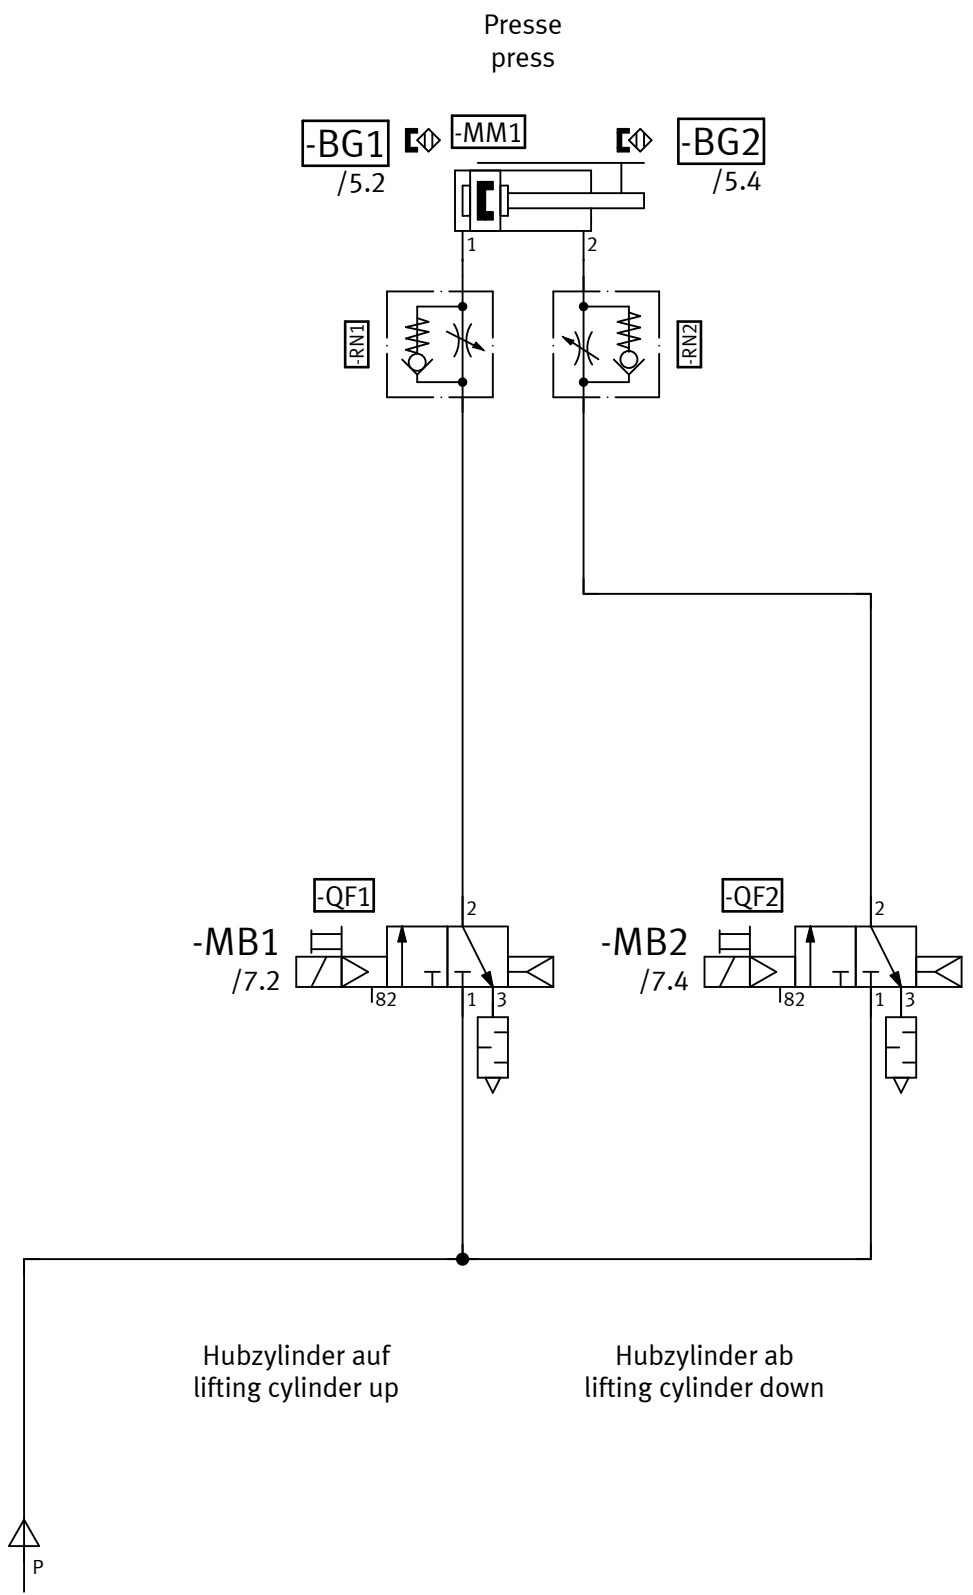 Presse
press
-BG1
-MM1
-BG2
/5.2
/5.4
1
2
-RN1
-RN2
-QF1
-QF2
2
2
-MB1
-MB2
/7.2
/7.4
82
1
3
82
1
3
Hubzylinder auf
lifting cylinder up
Hubzylinder ab
lifting cylinder down
P